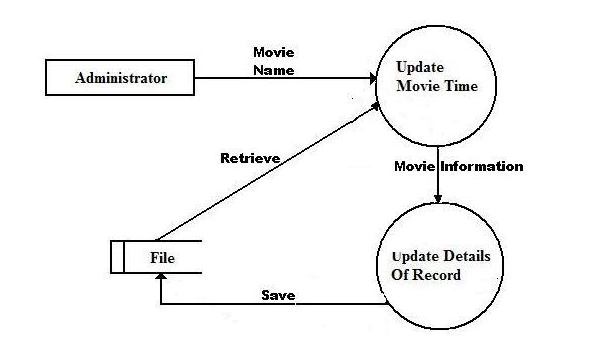 Movie
Name
Administrator
Update
Movie Time
Retrieve
Movie Information
File
Update Details
Of Record
Save